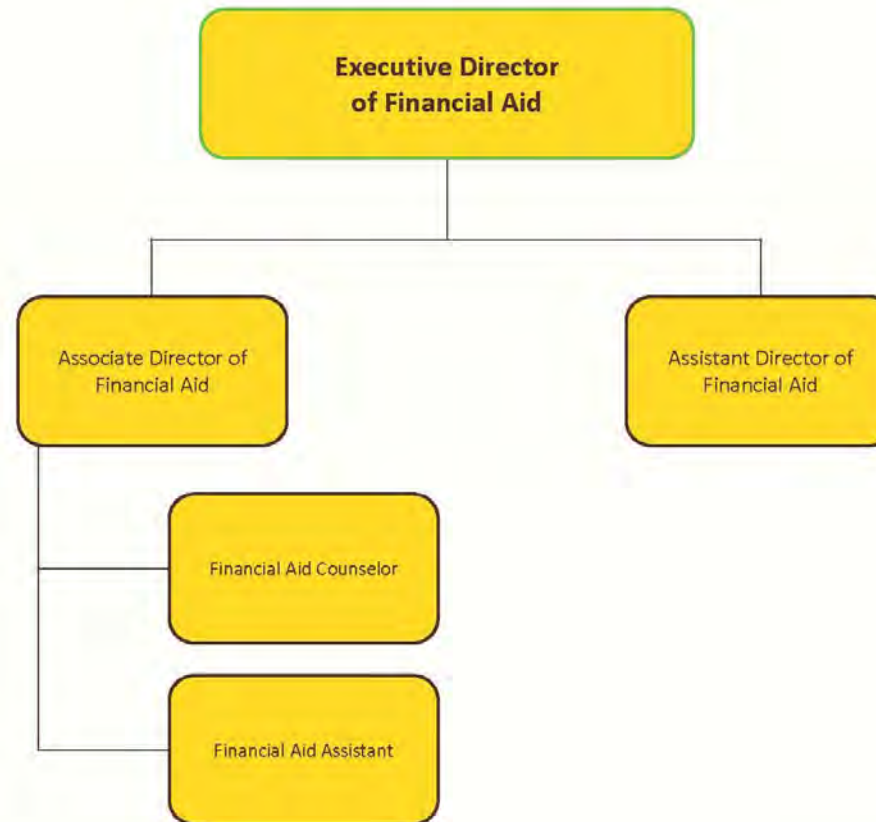 Executive Director
of Financial Aid
Associate Director of
Financial Aid
Assistant Director of
Financial Aid
Financial Aid Counselor
Financial Aid Assistant